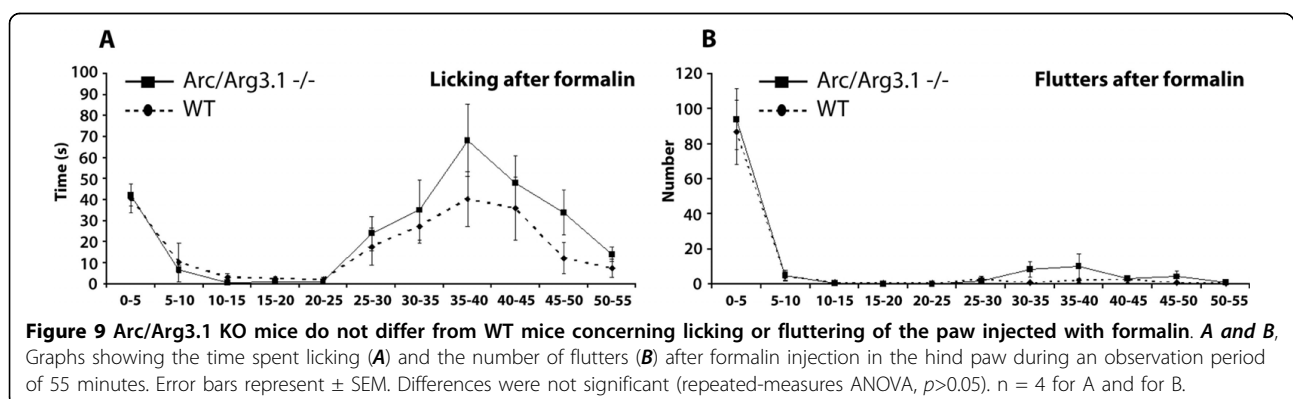 A
B
100
90
80
70
60
50
40
30
20
10
0
Time (s)
Arc/Arg3.1 -/-
WT
Licking after formalin
0-5 5-10 10-15 15-20 20-25 25-30 30-35 35-40 40-45 45-50 50-55
120
100
80
60
40
20
0
Number
Arc/Arg3.1 -/-
WT
Flutters after formalin
0-5 5-10 10-15 15-20 20-25 25-30 30-35 35-40 40-45 45-50 50-55
Figure 9 Arc/Arg3.1 KO mice do not differ from WT mice concerning licking or fluttering of the paw injected with formalin. A and B,
Graphs showing the time spent licking (A) and the number of flutters (B) after formalin injection in the hind paw during an observation period
of 55 minutes. Error bars represent ± SEM. Differences were not significant (repeated-measures ANOVA, p>0.05). n = 4 for A and for B.